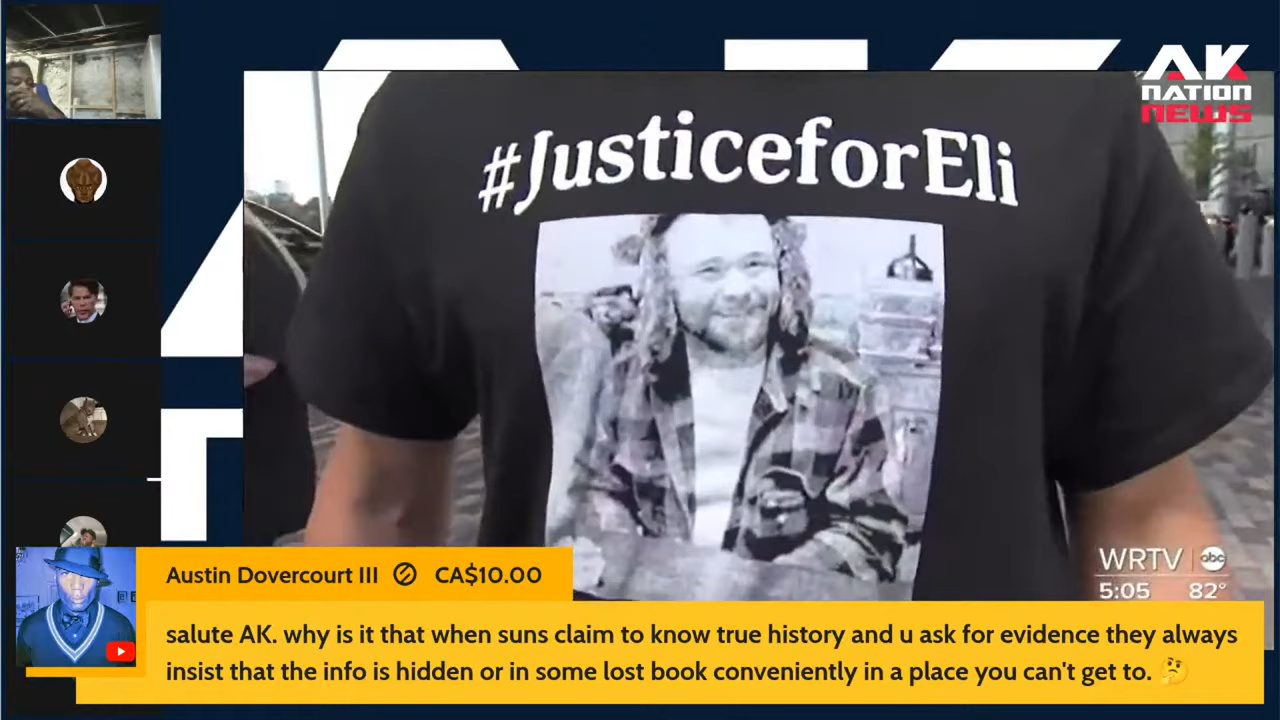 AK
NATION
NEWS
#JusticeforEli
WRTV abc
5:05 82°
Austin Dovercourt III CA$10.00
salute AK. why is it that when suns claim to know true history and u ask for evidence they always
insist that the info is hidden or in some lost book conveniently in a place you can't get to. 🤔